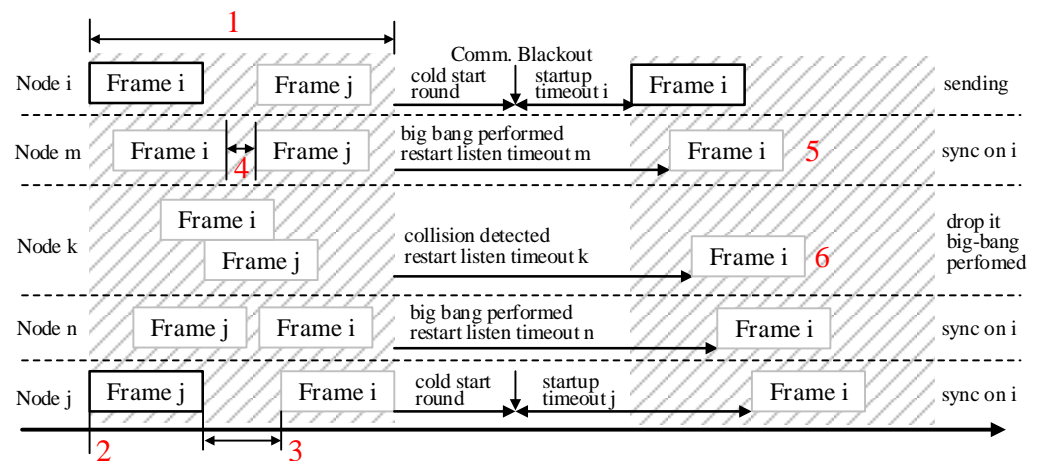 1
Comm. Blackout
Node i
Frame i
Frame j
cold start
round
startup
timeout i
Frame i
sending
Node m
Frame i
4
Frame j
big bang performed
restart listen timeout m
Frame i
5
sync on i
Node k
Frame i
Frame j
collision detected
restart listen timeout k
Frame i
6
drop it
big-bang
perfomed
Node n
Frame j
Frame i
big bang performed
restart listen timeout n
Frame i
sync on i
Node j
Frame j
Frame i
cold start
round
startup
timeout j
Frame i
sync on i
2
3